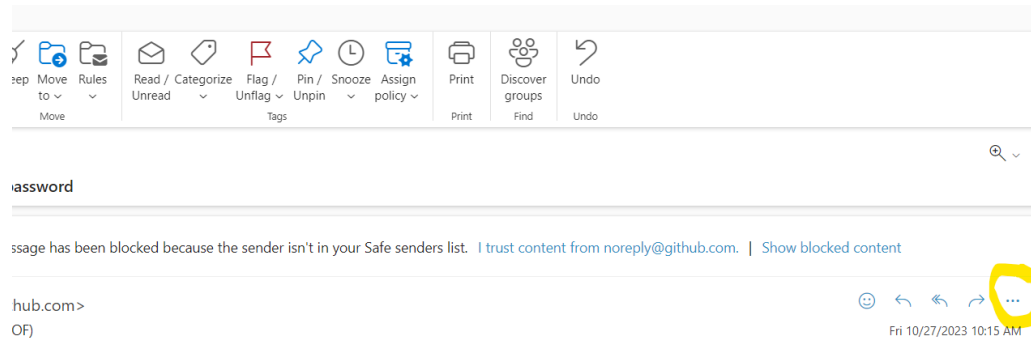 eep Move Rules Read / Categorize Flag / Pin / Snooze Assign Print Discover Undo
to Unread Unflag Unpin policy groups
Move Tags Print Find Undo
password
ssage has been blocked because the sender isn't in your Safe senders list. I trust content from noreply@github.com. | Show blocked content
hub.com>
OF) Fri 10/27/2023 10:15 AM